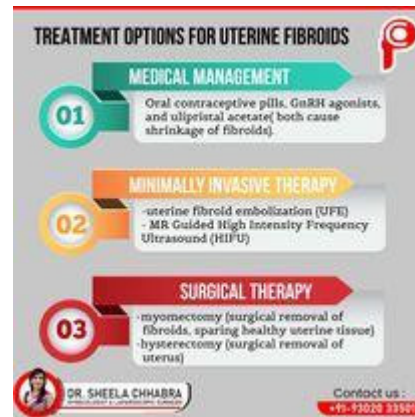 TREATMENT OPTIONS FOR UTERINE FIBROIDS
MEDICAL MANAGEMENT
01
Oral contraceptive pills, GnRH agonists,
and ulipristal acetate( both cause
shrinkage of fibroids).
MINIMALLY INVASIVE THERAPY
02
-uterine fibroid embolization (UFE)
- MR Guided High Intensity Frequency
Ultrasound (HIFU)
SURGICAL THERAPY
03
-myomectomy (surgical removal of
fibroids, sparing healthy uterine tissue)
-hysterectomy (surgical removal of
uterus)
DR. SHEELA CHHABRA
Contact us :